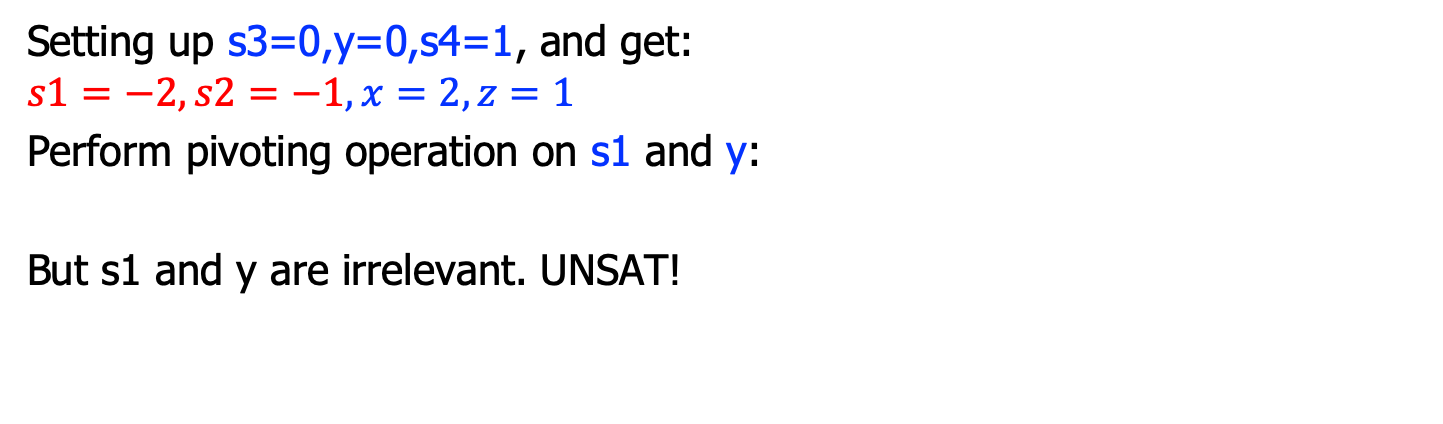 Setting up s3=0,y=0,s4=1, and get:
s1 = −2, s2 = −1, x = 2, z = 1
Perform pivoting operation on s1 and y:
But s1 and y are irrelevant. UNSAT!